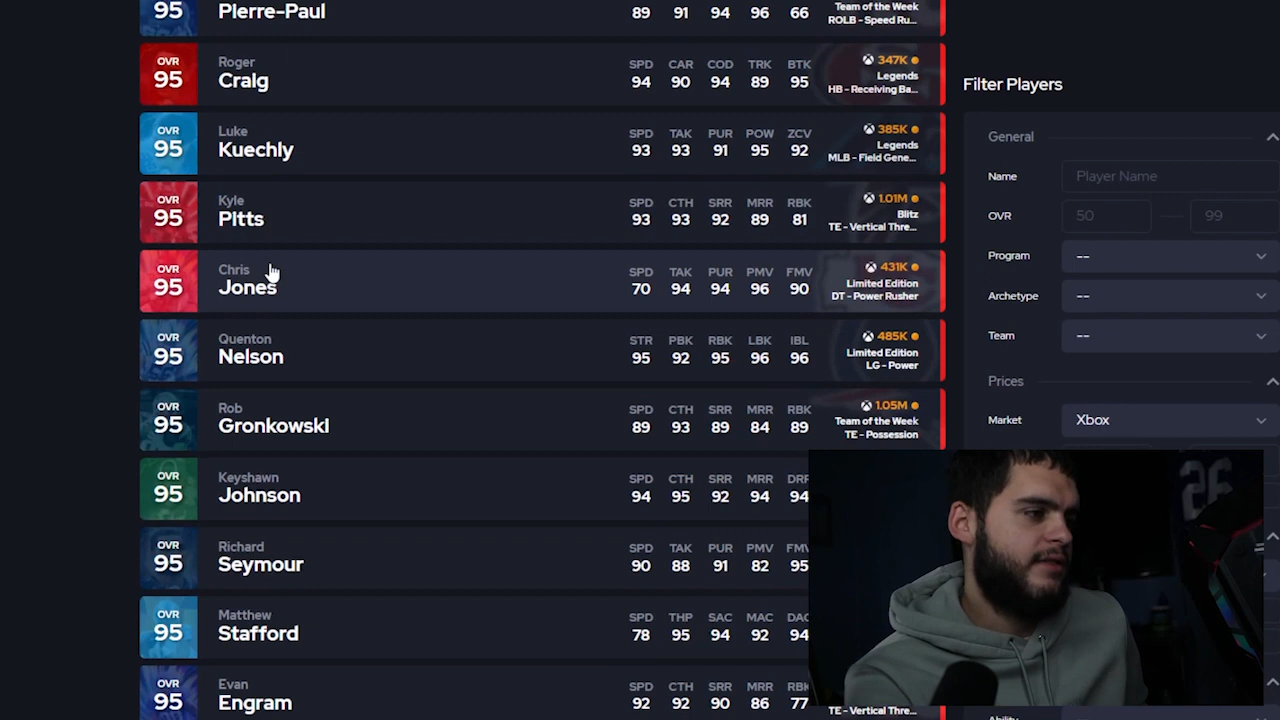 95
PIerre-Paul
89 91 94 96 66
Team of the Week
ROLB - Speed Ru...
OVR
95
Roger
Craig
SPD CAR COD TRK BTK
94 90 94 89 95
347K
Legends
HB - Receiving Ba...
OVR
95
Luke
Kuechly
SPD TAK PUR POW ZCV
93 93 91 95 92
385K
Legends
MLB - Field Gene...
OVR
95
Kyle
PItts
SPD CTH SRR MRR RBK
93 93 92 89 81
1.01M
Blitz
TE - Vertical Thre...
OVR
95
Chris
Jones
SPD TAK PUR PMV FMV
70 94 94 96 90
431K
Limited Edition
DT - Power Rusher
OVR
95
Quenton
Nelson
STR PBK RBK LBK IBL
95 92 95 96 96
485K
Limited Edition
LG - Power
OVR
95
Rob
Gronkowski
SPD CTH SRR MRR RBK
89 93 89 84 89
1.05M
Team of the Week
TE - Possession
OVR
95
Keyshawn
Johnson
SPD CTH SRR MRR DRR
94 95 92 94 94
OVR
95
Richard
Seymour
SPD TAK PUR PMV FMV
90 88 91 82 95
OVR
95
Matthew
Stafford
SPD THP SAC MAC DAC
78 95 94 92 94
OVR
95
Evan
Engram
SPD CTH SRR MRR RBK
92 92 90 86 77
TE - Vertical Thre...
Filter Players
General
Name Player Name
OVR 50 — 99
Program --
Archetype --
Team --
Prices
Market Xbox
26